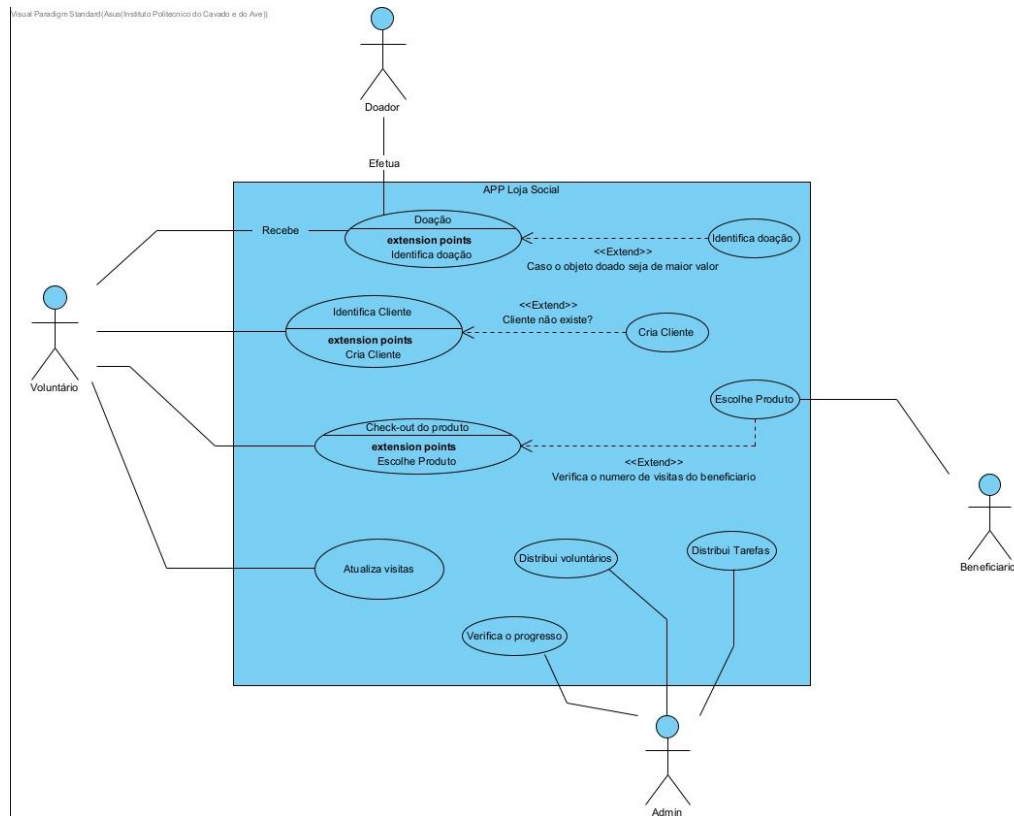 Visual Paradigm Standard(Asus(Instituto Politecnico do Cavado e do Ave))
Doador
Efetua
APP Loja Social
Doação
Recebe
extension points
Identifica doação
Identifica doação
<<Extend>>
Caso o objeto doado seja de maior valor
Identifica Cliente
extension points
Cria Cliente
<<Extend>>
Cliente não existe?
Cria Cliente
Voluntário
Escolhe Produto
Check-out do produto
extension points
Escolhe Produto
<<Extend>>
Verifica o numero de visitas do beneficiario
Beneficiario
Atualiza visitas
Distribui voluntários
Distribui Tarefas
Verifica o progresso
Admin